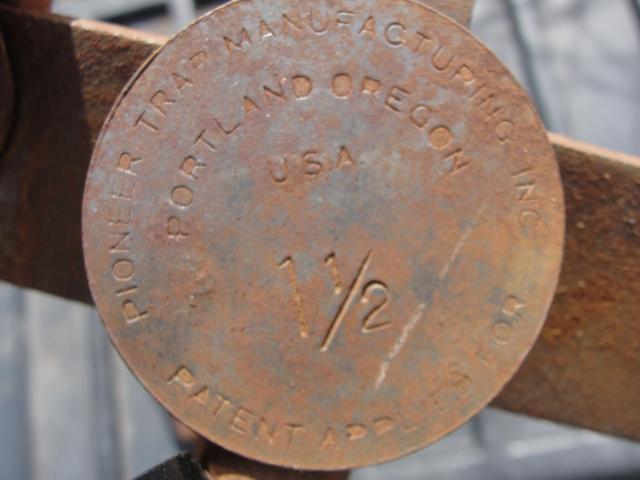 PIONEER TRAP MANUFACTURING INC
PORTLAND OREGON
USA
1 1/2
PATENT APPLIED FOR